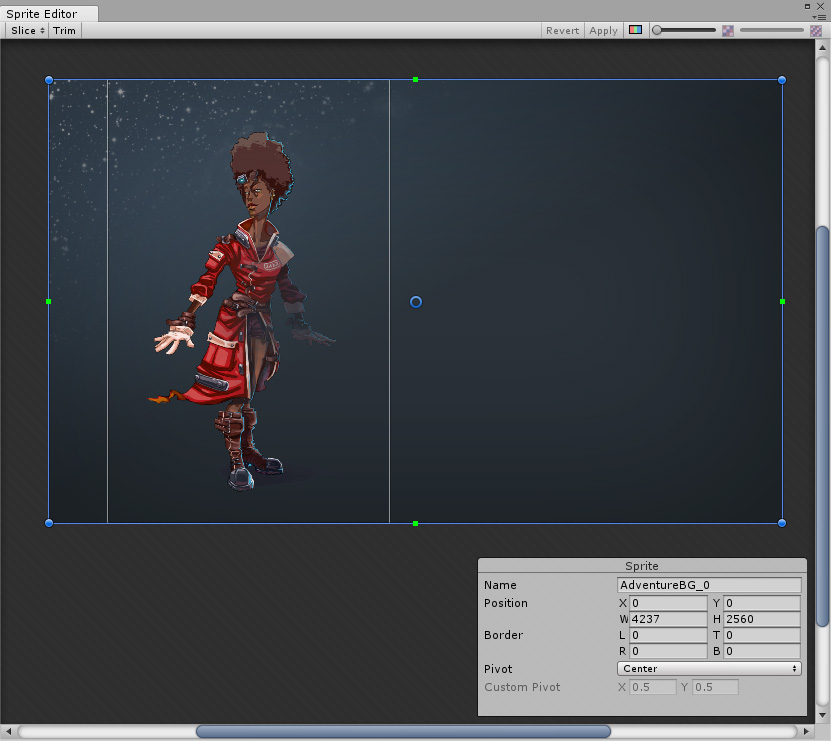 Sprite Editor
Slice Trim Revert Apply
Sprite
Name AdventureBG_0
Position X 0 Y 0
W 4237 H 2560
Border L 0 T 0
R 0 B 0
Pivot Center
Custom Pivot X 0.5 Y 0.5